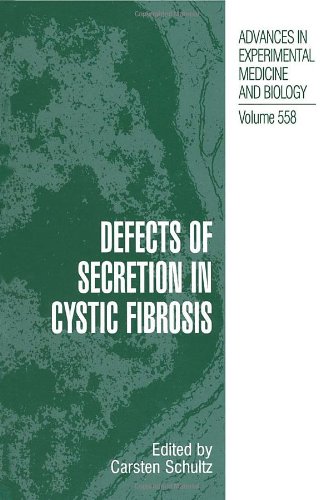 ADVANCES IN
EXPERIMENTAL
MEDICINE
AND BIOLOGY
Volume 558
DEFECTS OF
SECRETION IN
CYSTIC FIBROSIS
Edited by
Carsten Schultz